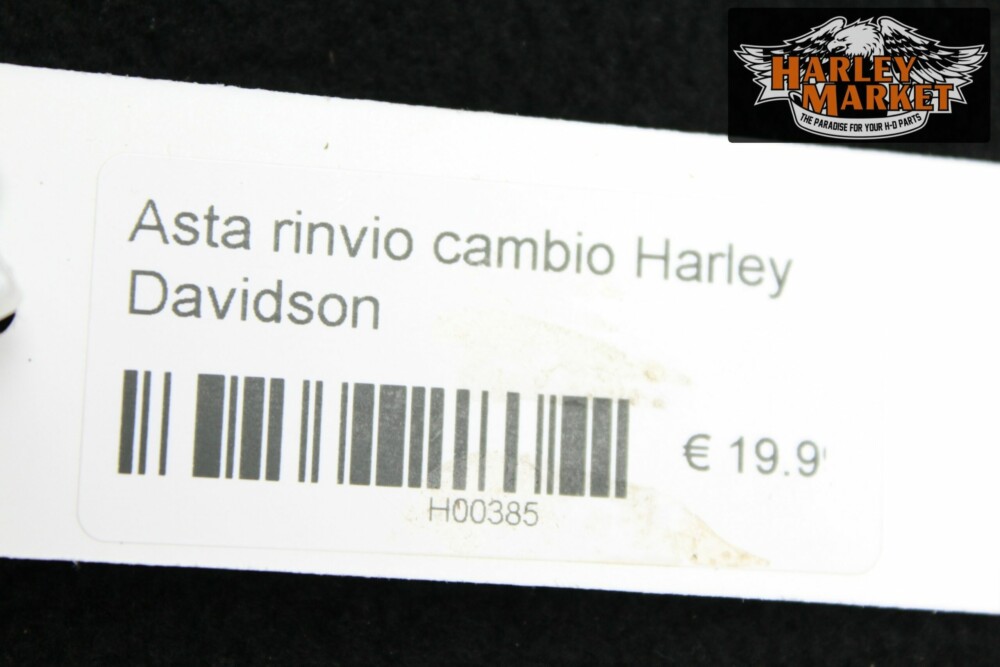 HARLEY
MARKET
THE PARADISE FOR YOUR H-D PARTS
Asta rinvio cambio Harley
Davidson
€ 19.9
H00385